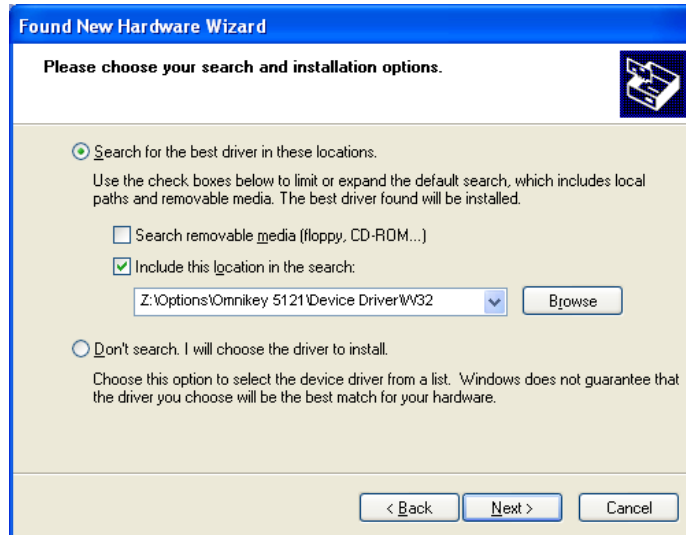 Found New Hardware Wizard
Please choose your search and installation options.
Search for the best driver in these locations.
Use the check boxes below to limit or expand the default search, which includes local
paths and removable media. The best driver found will be installed.
Search removable media (floppy, CD-ROM...)
Include this location in the search:
Z:\Options\Omnikey 5121\Device Driver\W32
Browse
Don't search. I will choose the driver to install.
Choose this option to select the device driver from a list. Windows does not guarantee that
the driver you choose will be the best match for your hardware.
< Back
Next >
Cancel